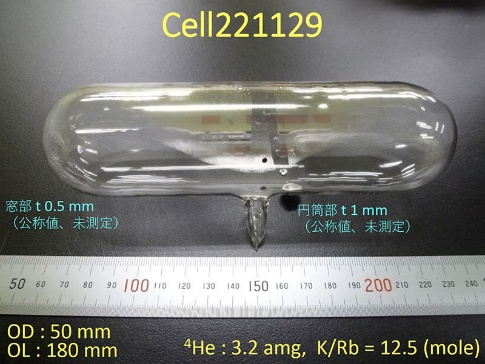 Cell221129
窓部 t 0.5 mm
(公称値、未測定)
円筒部 t 1 mm
(公称値、未測定)
50 60 70 80 90 100 110 120 130 140 150 160 170 180 190 200 210 220 230 240
OD : 50 mm
OL : 180 mm
⁴He : 3.2 amg, K/Rb = 12.5 (mole)